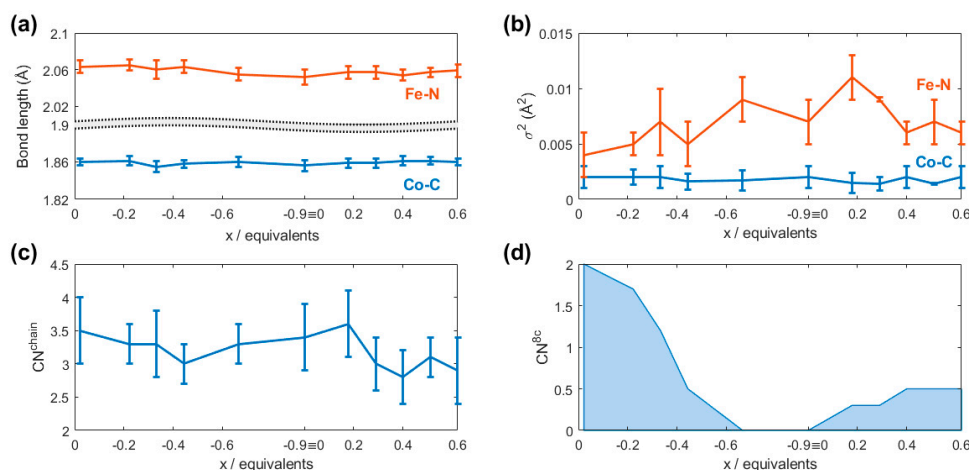 (a)
2.1
2.06
2.02
1.9
1.86
1.82
Bond length (Å)
Fe-N
Co-C
0 -0.2 -0.4 -0.6 -0.9≡0 0.2 0.4 0.6
x / equivalents
(b)
0.015
0.01
0.005
0
σ² (Å²)
Fe-N
Co-C
0 -0.2 -0.4 -0.6 -0.9≡0 0.2 0.4 0.6
x / equivalents
(c)
4.5
4
3.5
3
2.5
2
CN^chain
0 -0.2 -0.4 -0.6 -0.9≡0 0.2 0.4 0.6
x / equivalents
(d)
2
1.5
1
0.5
0
CN^8c
0 -0.2 -0.4 -0.6 -0.9≡0 0.2 0.4 0.6
x / equivalents